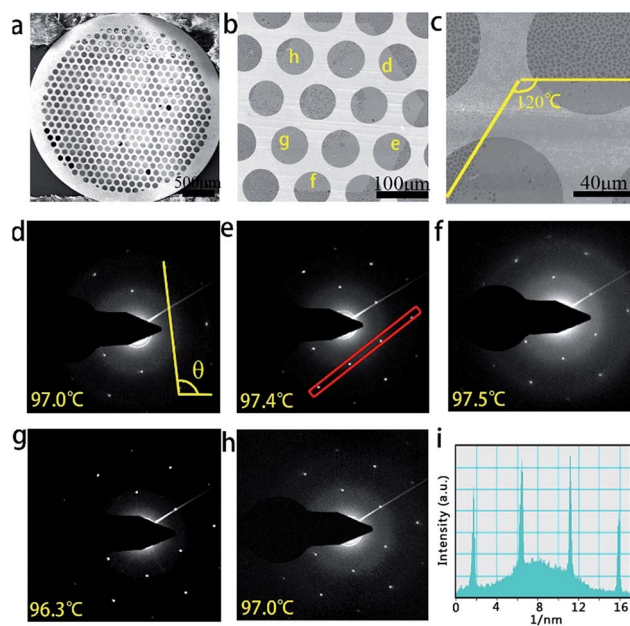 a
500μm
b
h
d
g
e
f
100μm
c
120℃
40μm
d
θ
97.0℃
e
97.4℃
f
97.5℃
g
96.3℃
h
97.0℃
i
Intensity (a.u.)
0 4 8 12 16
1/nm